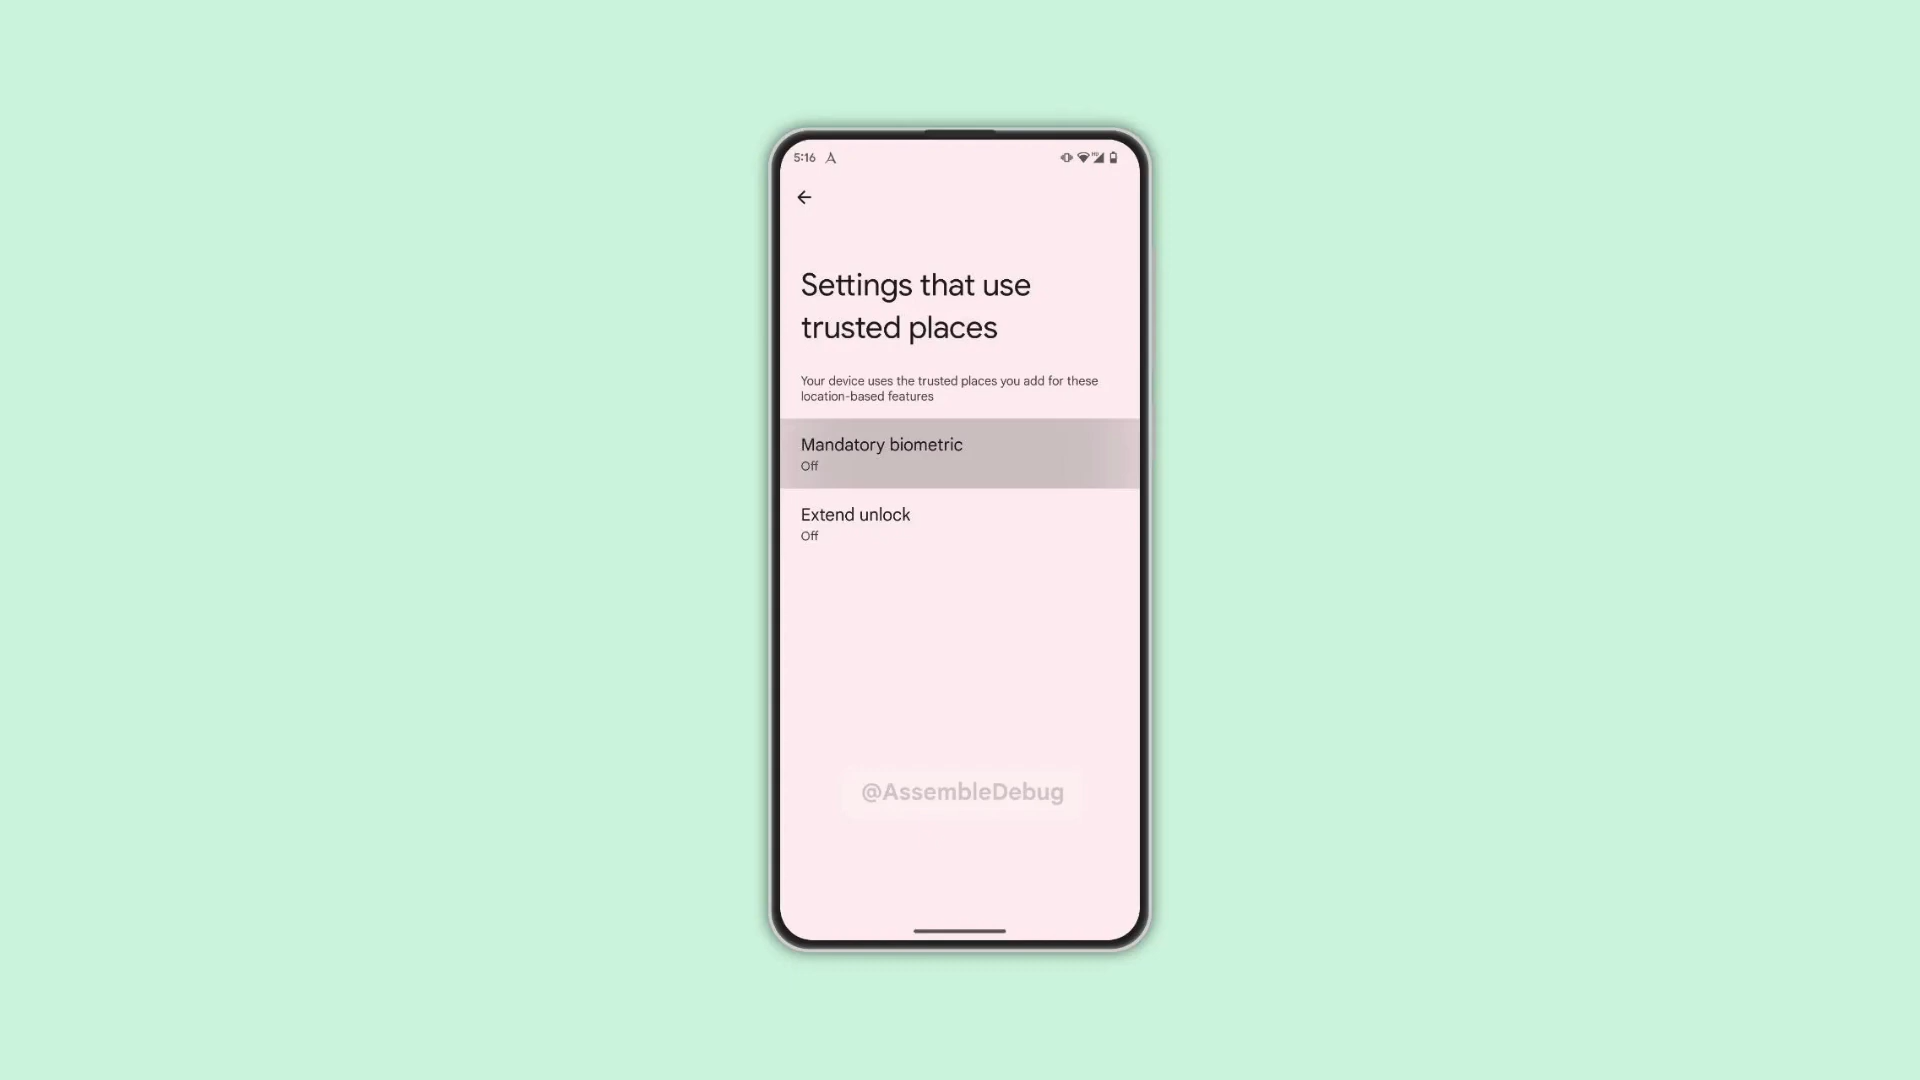 5:16
Settings that use
trusted places
Your device uses the trusted places you add for these
location-based features
Mandatory biometric
Off
Extend unlock
Off
@AssembleDebug